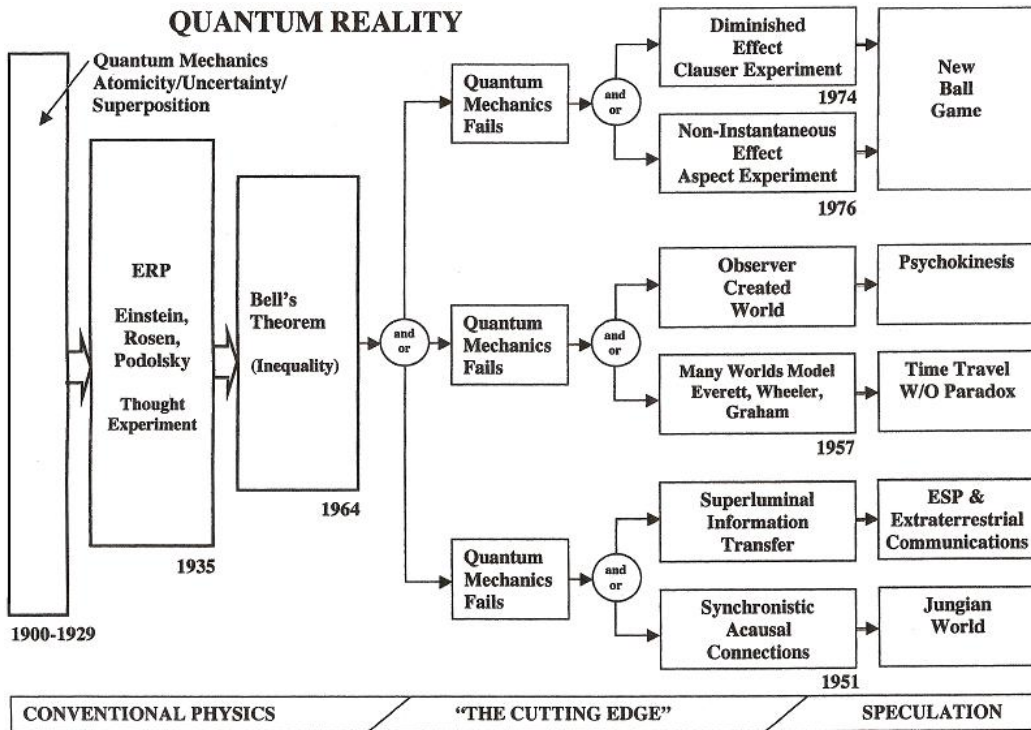 QUANTUM REALITY
Quantum Mechanics
Atomicity/Uncertainty/
Superposition
1900-1929
ERP
Einstein,
Rosen,
Podolsky
Thought
Experiment
1935
Bell's
Theorem
(Inequality)
1964
and
or
Quantum
Mechanics
Fails
and
or
Diminished
Effect
Clauser Experiment
1974
Non-Instantaneous
Effect
Aspect Experiment
1976
New
Ball
Game
Quantum
Mechanics
Fails
and
or
Observer
Created
World
Psychokinesis
Many Worlds Model
Everett, Wheeler,
Graham
1957
Time Travel
W/O Paradox
Quantum
Mechanics
Fails
and
or
Superluminal
Information
Transfer
ESP &
Extraterrestrial
Communications
Synchronistic
Acausal
Connections
1951
Jungian
World
CONVENTIONAL PHYSICS
"THE CUTTING EDGE"
SPECULATION